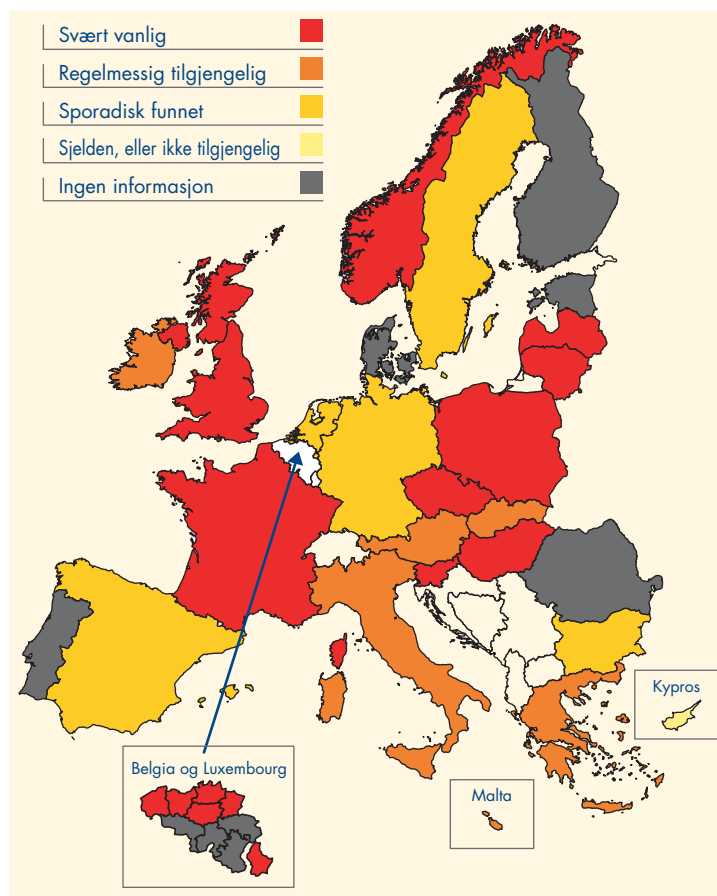 Svært vanlig
Regelmessig tilgjengelig
Sporadisk funnet
Sjelden, eller ikke tilgjengelig
Ingen informasjon
Kypros
Belgia og Luxembourg
Malta